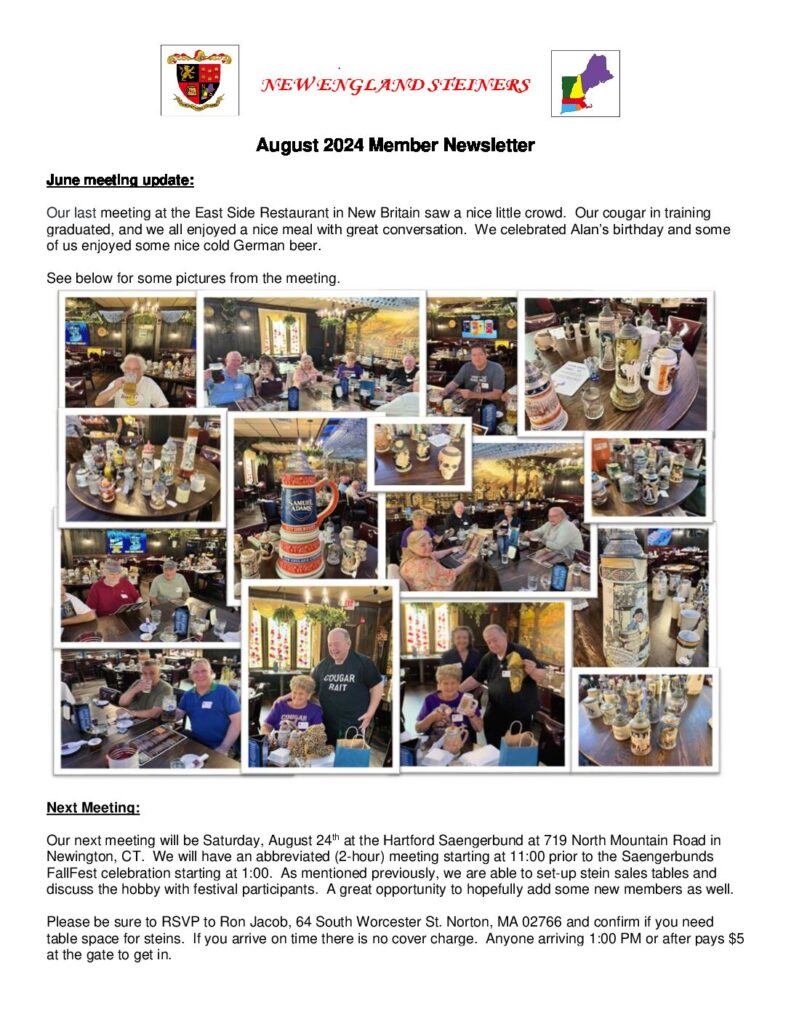 NEW ENGLAND STEINERS
August 2024 Member Newsletter
June meeting update:
Our last meeting at the East Side Restaurant in New Britain saw a nice little crowd.  Our cougar in training
graduated, and we all enjoyed a nice meal with great conversation.  We celebrated Alan's birthday and some
of us enjoyed some nice cold German beer.
See below for some pictures from the meeting.
SAMUEL
ADAMS
COUGAR
BAIT
COUGAR
Next Meeting:
Our next meeting will be Saturday, August 24th at the Hartford Saengerbund at 719 North Mountain Road in
Newington, CT.  We will have an abbreviated (2-hour) meeting starting at 11:00 prior to the Saengerbunds
FallFest celebration starting at 1:00.  As mentioned previously, we are able to set-up stein sales tables and
discuss the hobby with festival participants.  A great opportunity to hopefully add some new members as well.
Please be sure to RSVP to Ron Jacob, 64 South Worcester St. Norton, MA 02766 and confirm if you need
table space for steins.  If you arrive on time there is no cover charge.  Anyone arriving 1:00 PM or after pays $5
at the gate to get in.